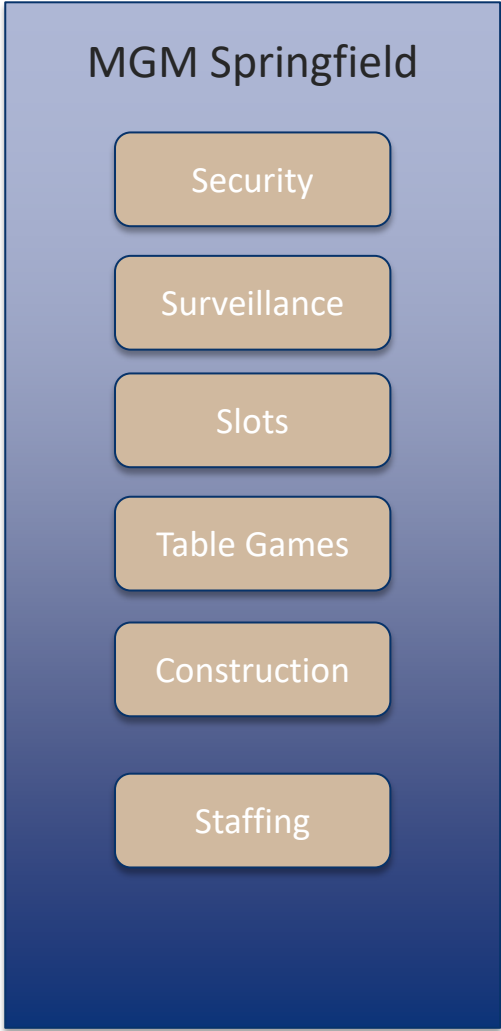 MGM Springfield
Security
Surveillance
Slots
Table Games
Construction
Staffing